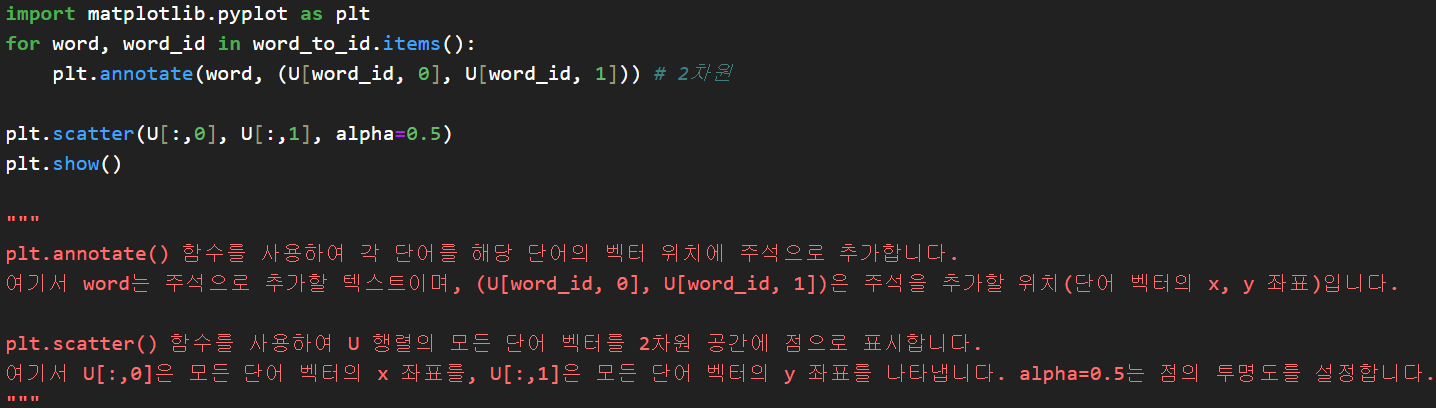 import matplotlib.pyplot as plt
for word, word_id in word_to_id.items():
    plt.annotate(word, (U[word_id, 0], U[word_id, 1])) # 2차원
plt.scatter(U[:,0], U[:,1], alpha=0.5)
plt.show()
"""
plt.annotate() 함수를 사용하여 각 단어를 해당 단어의 벡터 위치에 주석으로 추가합니다.
여기서 word는 주석으로 추가할 텍스트이며, (U[word_id, 0], U[word_id, 1])은 주석을 추가할 위치(단어 벡터의 x, y 좌표)입니다.
plt.scatter() 함수를 사용하여 U 행렬의 모든 단어 벡터를 2차원 공간에 점으로 표시합니다.
여기서 U[:,0]은 모든 단어 벡터의 x 좌표를, U[:,1]은 모든 단어 벡터의 y 좌표를 나타냅니다. alpha=0.5는 점의 투명도를 설정합니다.
"""